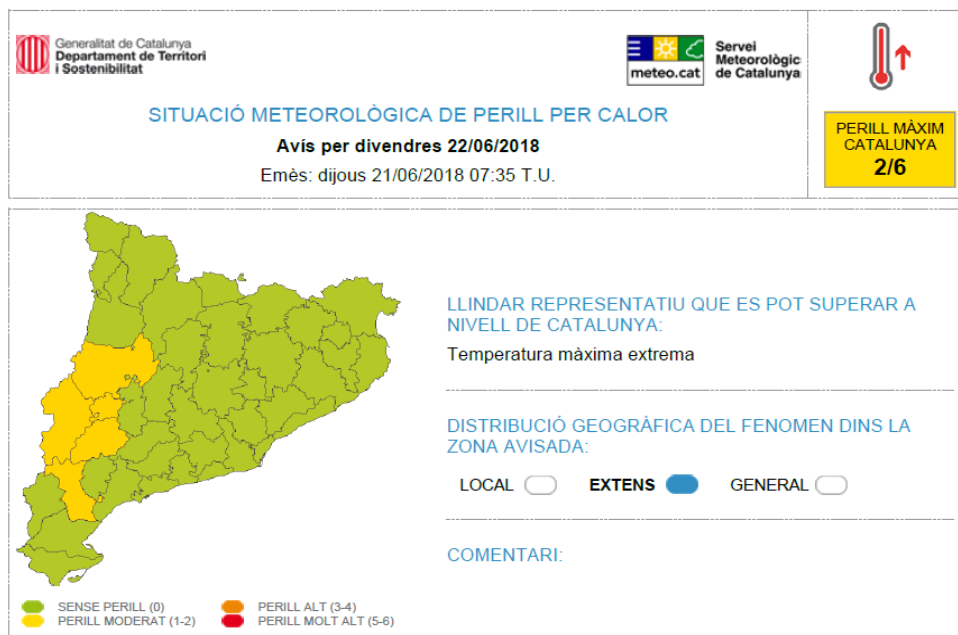 Generalitat de Catalunya
Departament de Territori
i Sostenibilitat
meteo.cat
Servei
Meteorològic
de Catalunya
SITUACIÓ METEOROLÒGICA DE PERILL PER CALOR
Avís per divendres 22/06/2018
Emès: dijous 21/06/2018 07:35 T.U.
PERILL MÀXIM
CATALUNYA
2/6
LLINDAR REPRESENTATIU QUE ES POT SUPERAR A
NIVELL DE CATALUNYA:
Temperatura màxima extrema
DISTRIBUCIÓ GEOGRÀFICA DEL FENOMEN DINS LA
ZONA AVISADA:
LOCAL EXTENS GENERAL
COMENTARI:
SENSE PERILL (0)
PERILL MODERAT (1-2)
PERILL ALT (3-4)
PERILL MOLT ALT (5-6)